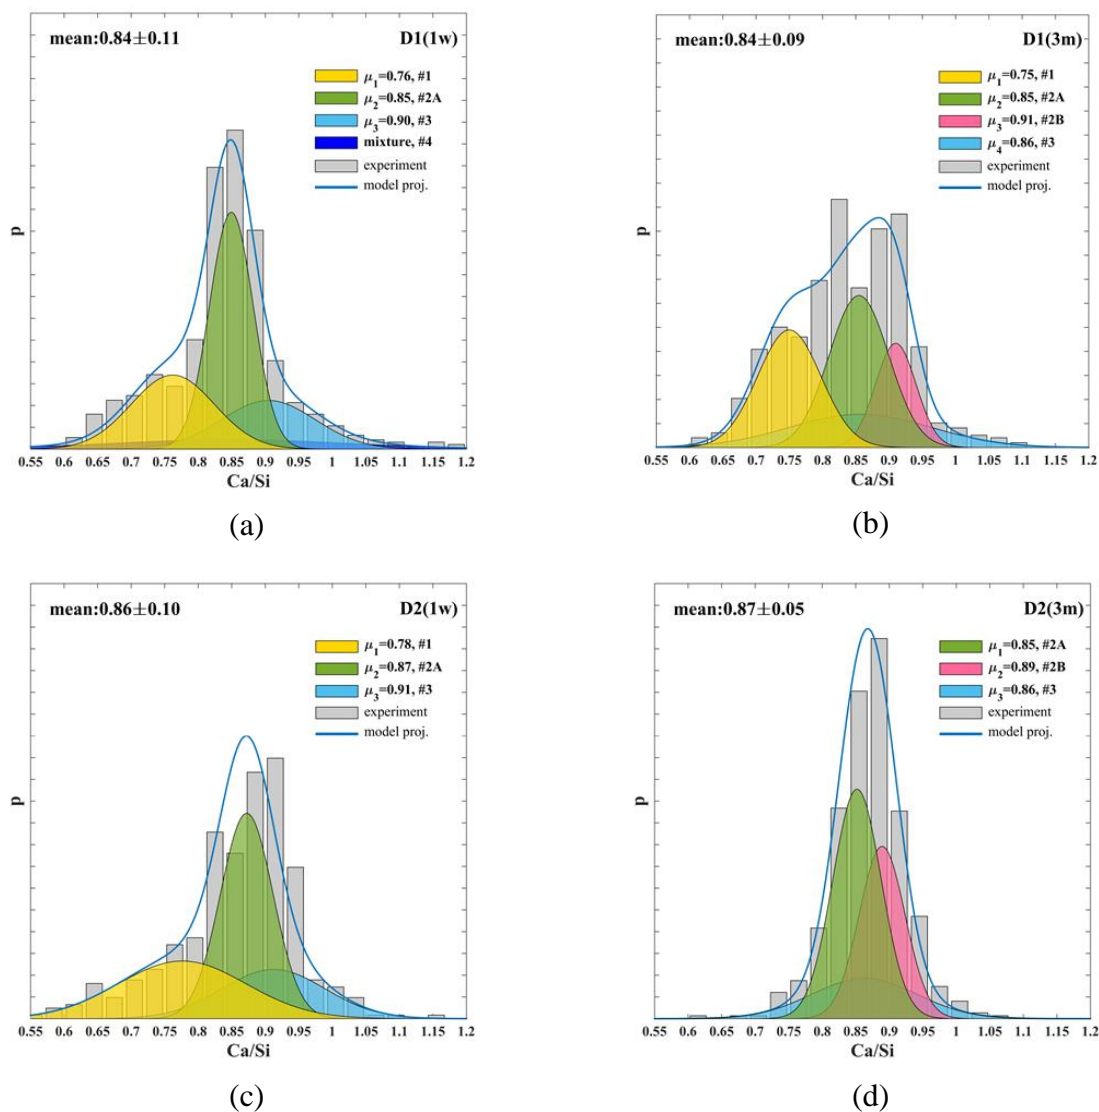 mean:0.84±0.11 D1(1w)
μ1=0.76, #1
μ2=0.85, #2A
μ3=0.90, #3
mixture, #4
experiment
model proj.
p
0.55 0.6 0.65 0.7 0.75 0.8 0.85 0.9 0.95 1 1.05 1.1 1.15 1.2
Ca/Si
(a)
mean:0.84±0.09 D1(3m)
μ1=0.75, #1
μ2=0.85, #2A
μ3=0.91, #2B
μ4=0.86, #3
experiment
model proj.
p
0.55 0.6 0.65 0.7 0.75 0.8 0.85 0.9 0.95 1 1.05 1.1 1.15 1.2
Ca/Si
(b)
mean:0.86±0.10 D2(1w)
μ1=0.78, #1
μ2=0.87, #2A
μ3=0.91, #3
experiment
model proj.
p
0.55 0.6 0.65 0.7 0.75 0.8 0.85 0.9 0.95 1 1.05 1.1 1.15 1.2
Ca/Si
(c)
mean:0.87±0.05 D2(3m)
μ1=0.85, #2A
μ2=0.89, #2B
μ3=0.86, #3
experiment
model proj.
p
0.55 0.6 0.65 0.7 0.75 0.8 0.85 0.9 0.95 1 1.05 1.1 1.15 1.2
Ca/Si
(d)